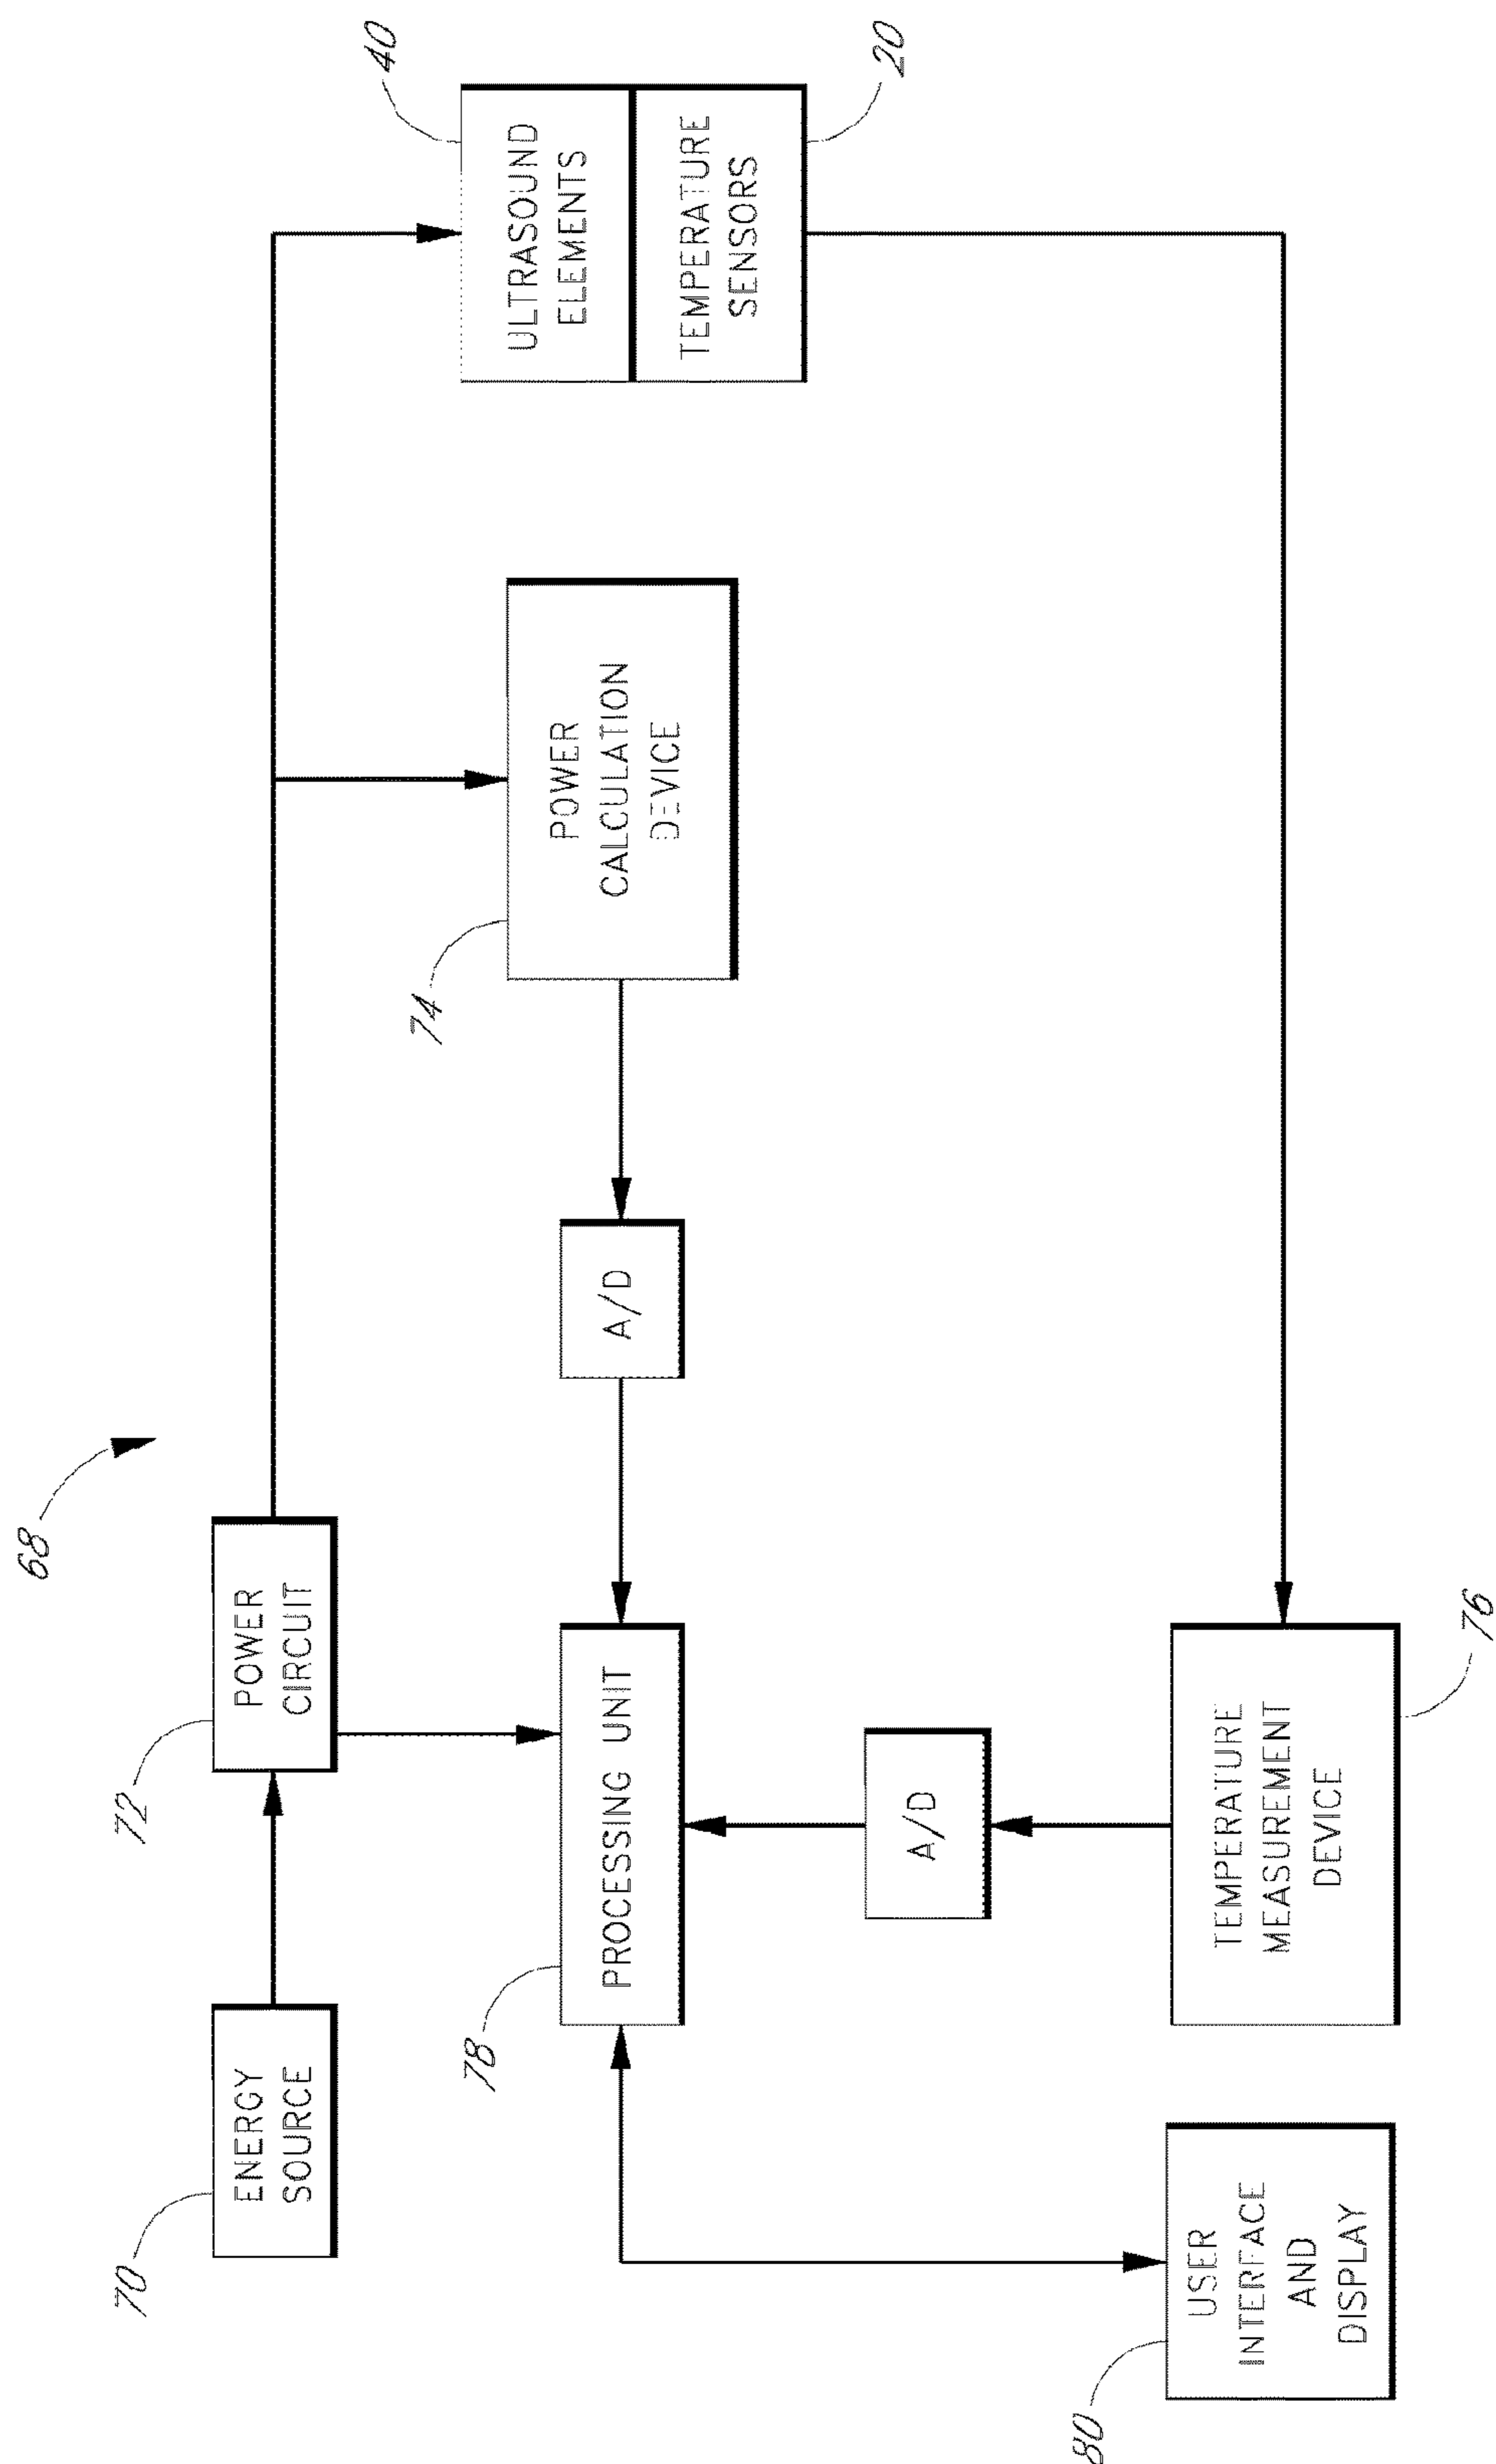 68
70
ENERGY
SOURCE
72
POWER
CIRCUIT
78
PROCESSING UNIT
A/D
74
POWER
CALCULATION
DEVICE
40
ULTRASOUND
ELEMENTS
TEMPERATURE
SENSORS
20
A/D
80
USER
INTERFACE
AND
DISPLAY
TEMPERATURE
MEASUREMENT
DEVICE
76